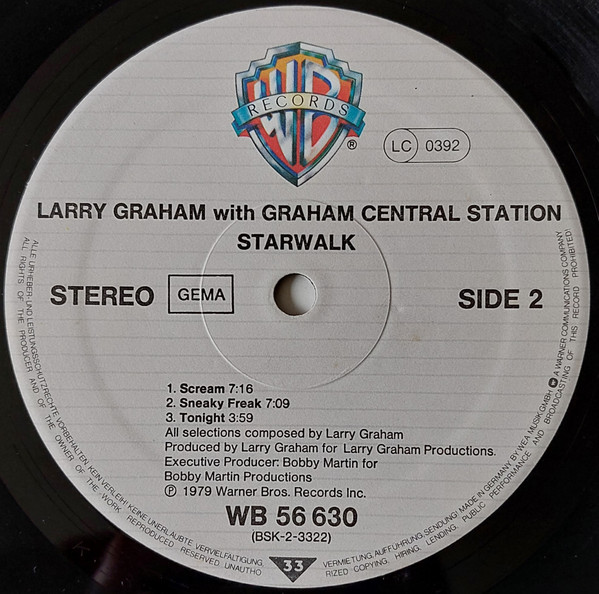 WB
RECORDS
®
LC 0392
LARRY GRAHAM with GRAHAM CENTRAL STATION
STARWALK
STEREO GEMA SIDE 2
1. Scream 7:16
2. Sneaky Freak 7:09
3. Tonight 3:59
All selections composed by Larry Graham
Produced by Larry Graham for Larry Graham Productions.
Executive Producer: Bobby Martin for
Bobby Martin Productions
℗ 1979 Warner Bros. Records Inc.
WB 56 630
(BSK-2-3322)
33
ALLE URHEBER- UND LEISTUNGSSCHUTZRECHTE VORBEHALTEN. KEIN VERLEIH! KEINE UNERLAUBTE VERVIELFÄLTIGUNG, VERMIETUNG, AUFFÜHRUNG, SENDUNG! MADE IN GERMANY BY WEA MUSIK GMBH. A WARNER COMMUNICATIONS COMPANY
ALL RIGHTS OF THE PRODUCER AND OF THE OWNER OF THE WORK REPRODUCED RESERVED. UNAUTHORIZED COPYING, HIRING, LENDING, PUBLIC PERFORMANCE AND BROADCASTING OF THIS RECORD PROHIBITED!